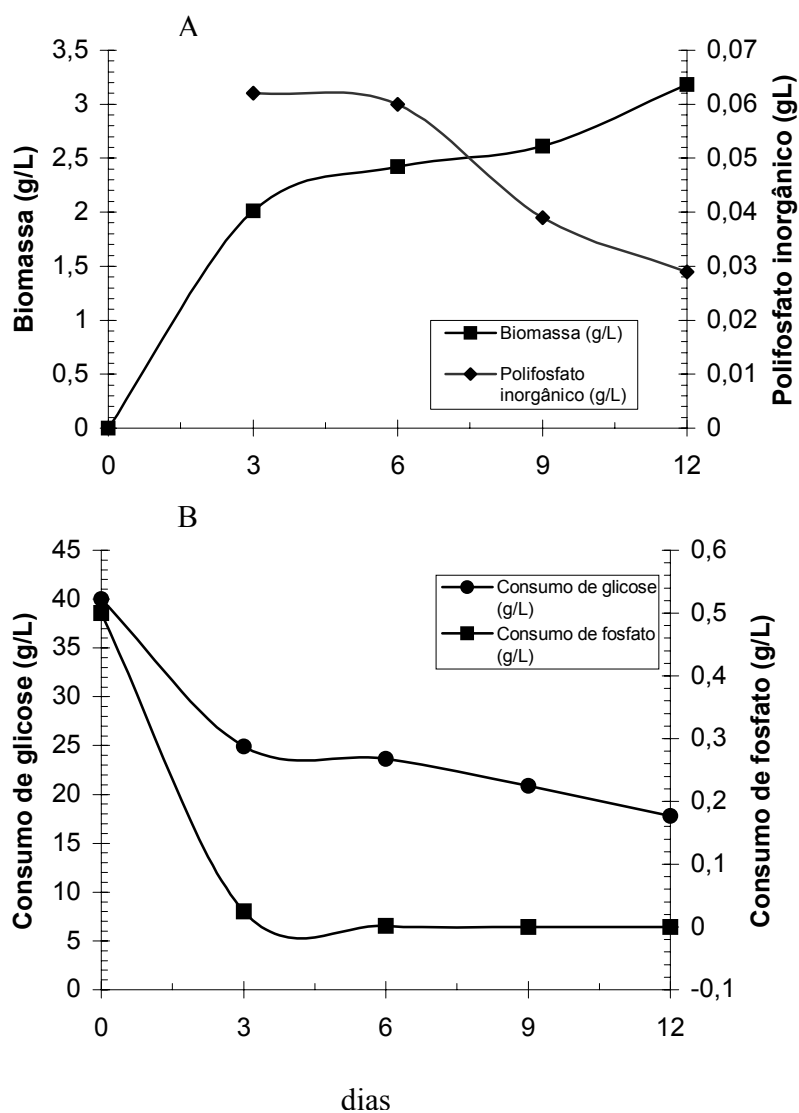 A
Biomassa (g/L)
3,5
3
2,5
2
1,5
1
0,5
0
0,07
0,06
0,05
0,04
0,03
0,02
0,01
0
Polifosfato inorgânico (gL)
Biomassa (g/L)
Polifosfato
inorgânico (g/L)
0 3 6 9 12
B
Consumo de glicose (g/L)
45
40
35
30
25
20
15
10
5
0
0,6
0,5
0,4
0,3
0,2
0,1
0
-0,1
Consumo de fosfato (g/L)
Consumo de glicose
(g/L)
Consumo de fosfato
(g/L)
0 3 6 9 12
dias